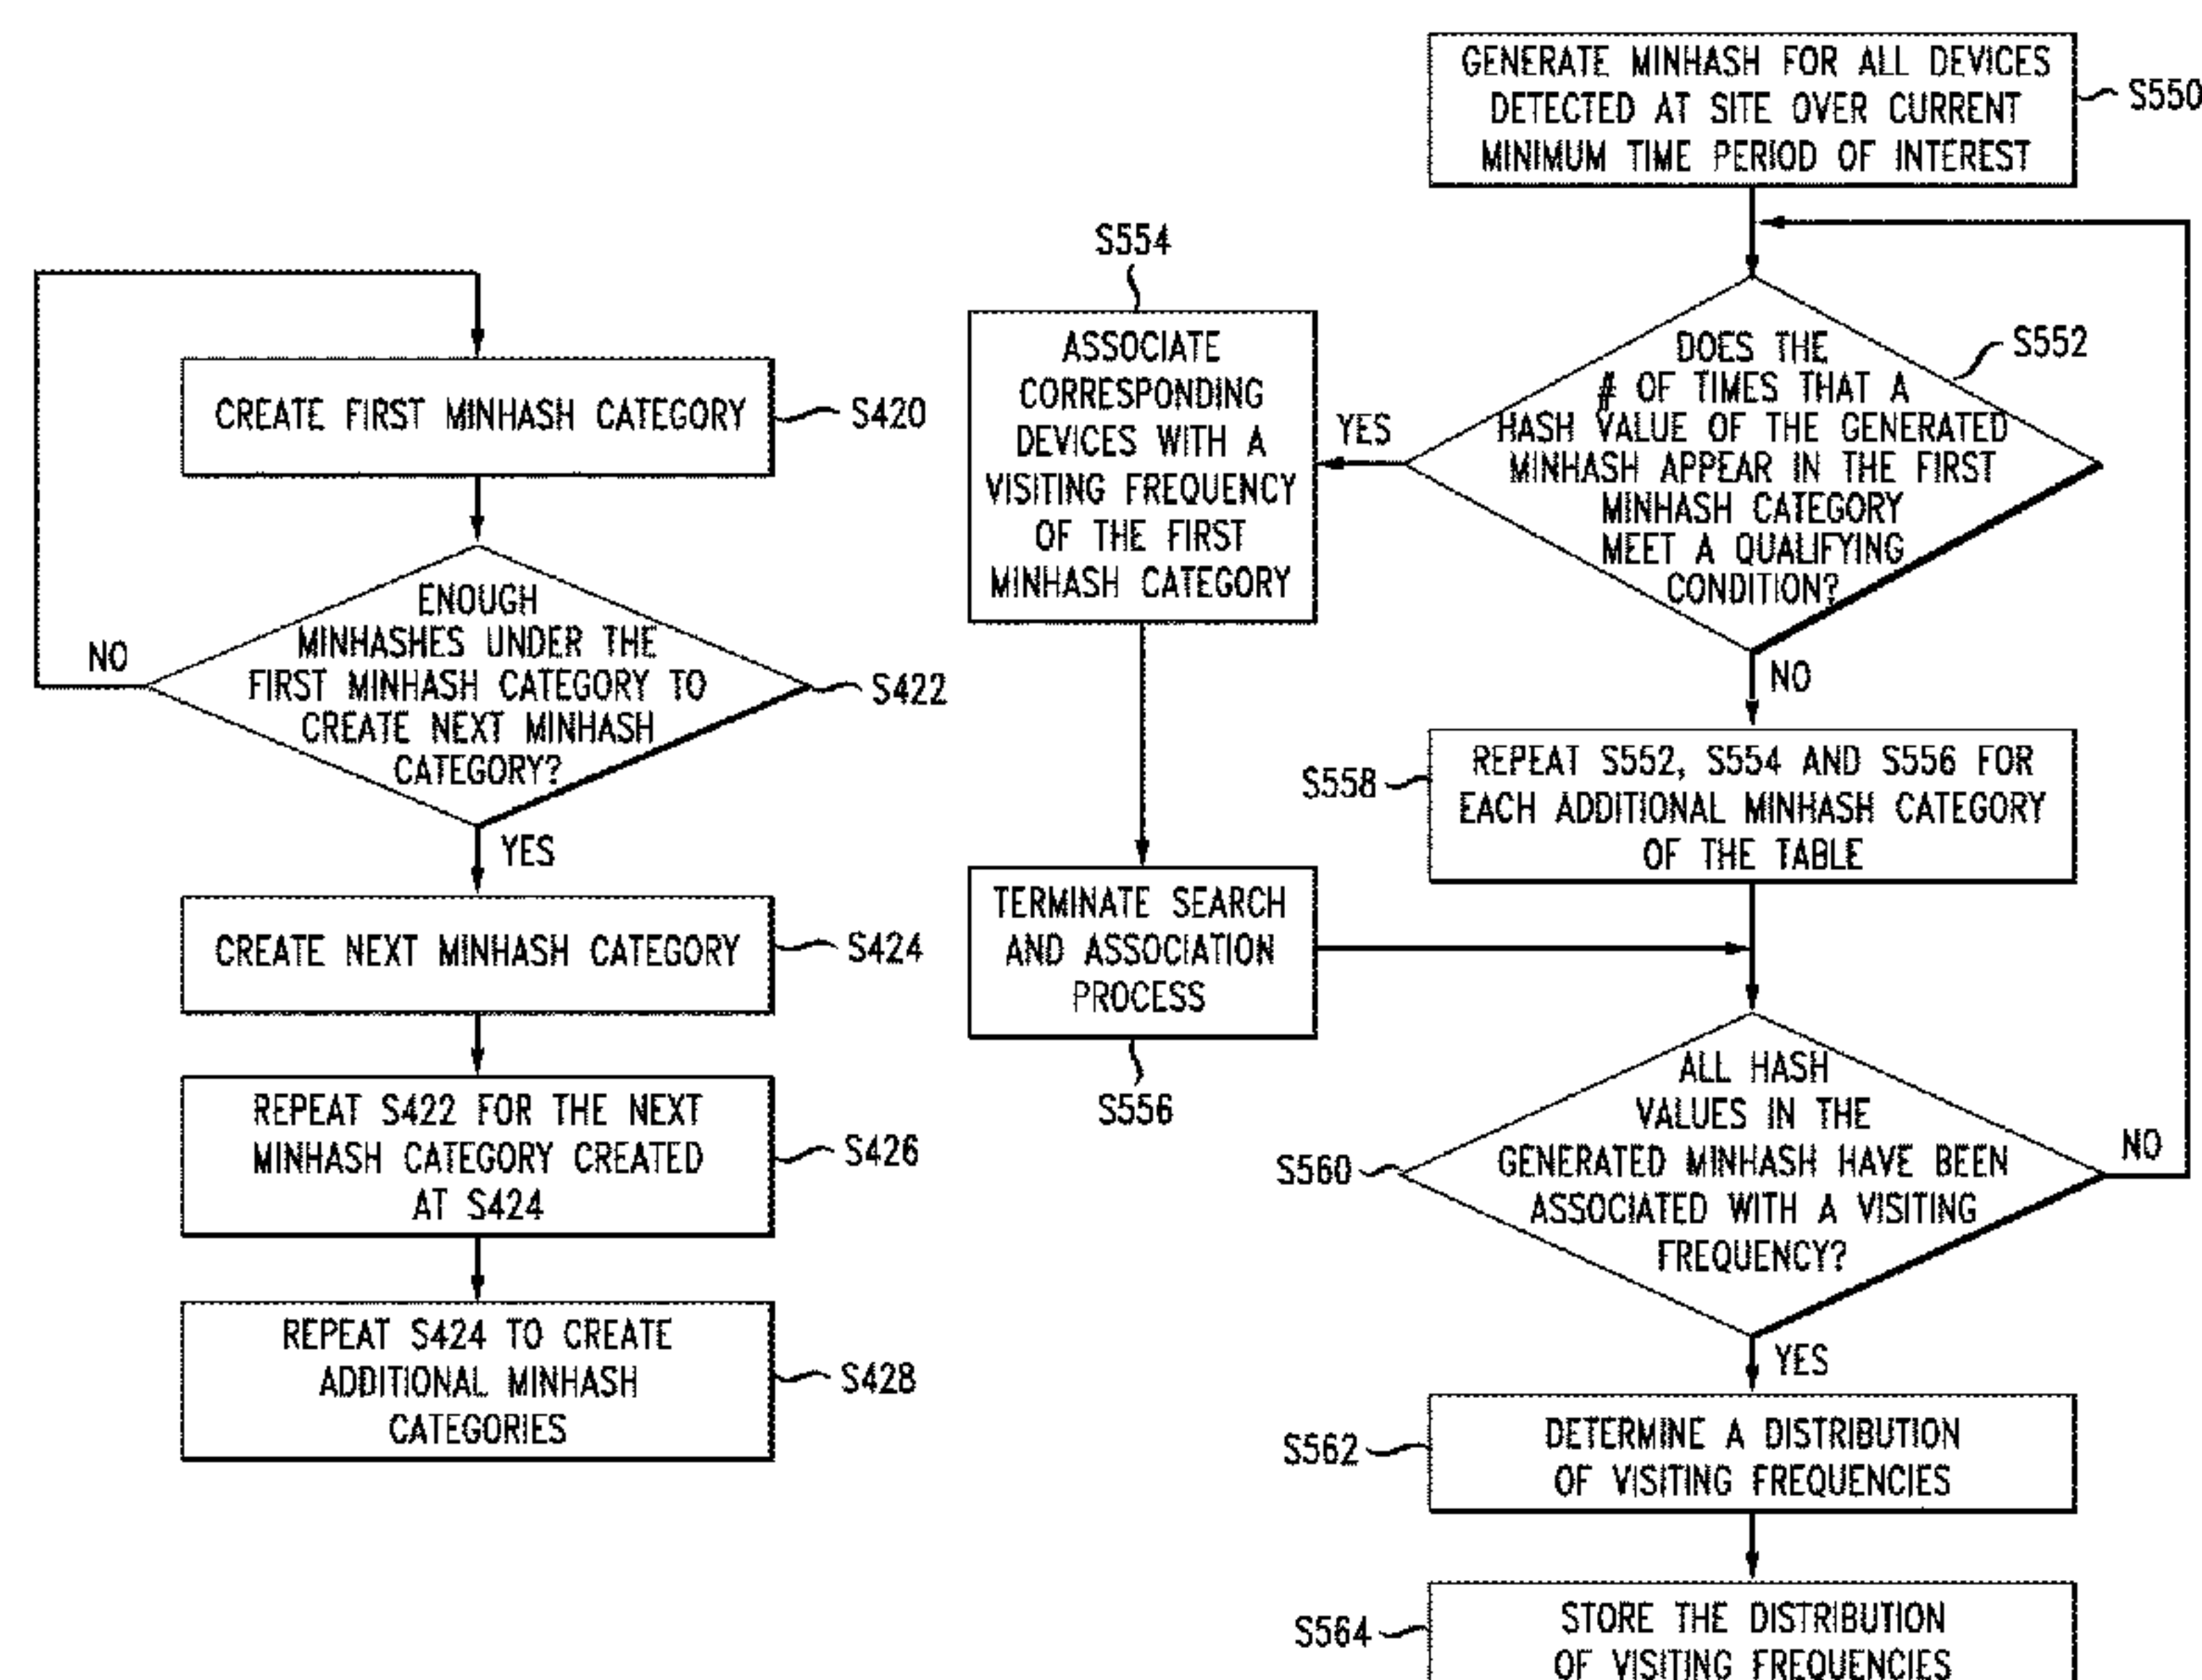 CREATE FIRST MINHASH CATEGORY
S420
ENOUGH
MINHASHES UNDER THE
FIRST MINHASH CATEGORY TO
CREATE NEXT MINHASH
CATEGORY?
S422
NO
YES
CREATE NEXT MINHASH CATEGORY
S424
REPEAT S422 FOR THE NEXT
MINHASH CATEGORY CREATED
AT S424
S426
REPEAT S424 TO CREATE
ADDITIONAL MINHASH
CATEGORIES
S428
GENERATE MINHASH FOR ALL DEVICES
DETECTED AT SITE OVER CURRENT
MINIMUM TIME PERIOD OF INTEREST
S550
DOES THE
# OF TIMES THAT A
HASH VALUE OF THE GENERATED
MINHASH APPEAR IN THE FIRST
MINHASH CATEGORY
MEET A QUALIFYING
CONDITION?
S552
YES
NO
S554
ASSOCIATE
CORRESPONDING
DEVICES WITH A
VISITING FREQUENCY
OF THE FIRST
MINHASH CATEGORY
TERMINATE SEARCH
AND ASSOCIATION
PROCESS
S556
S558
REPEAT S552, S554 AND S556 FOR
EACH ADDITIONAL MINHASH CATEGORY
OF THE TABLE
S560
ALL HASH
VALUES IN THE
GENERATED MINHASH HAVE BEEN
ASSOCIATED WITH A VISITING
FREQUENCY?
NO
YES
S562
DETERMINE A DISTRIBUTION
OF VISITING FREQUENCIES
S564
STORE THE DISTRIBUTION
OF VISITING FREQUENCIES